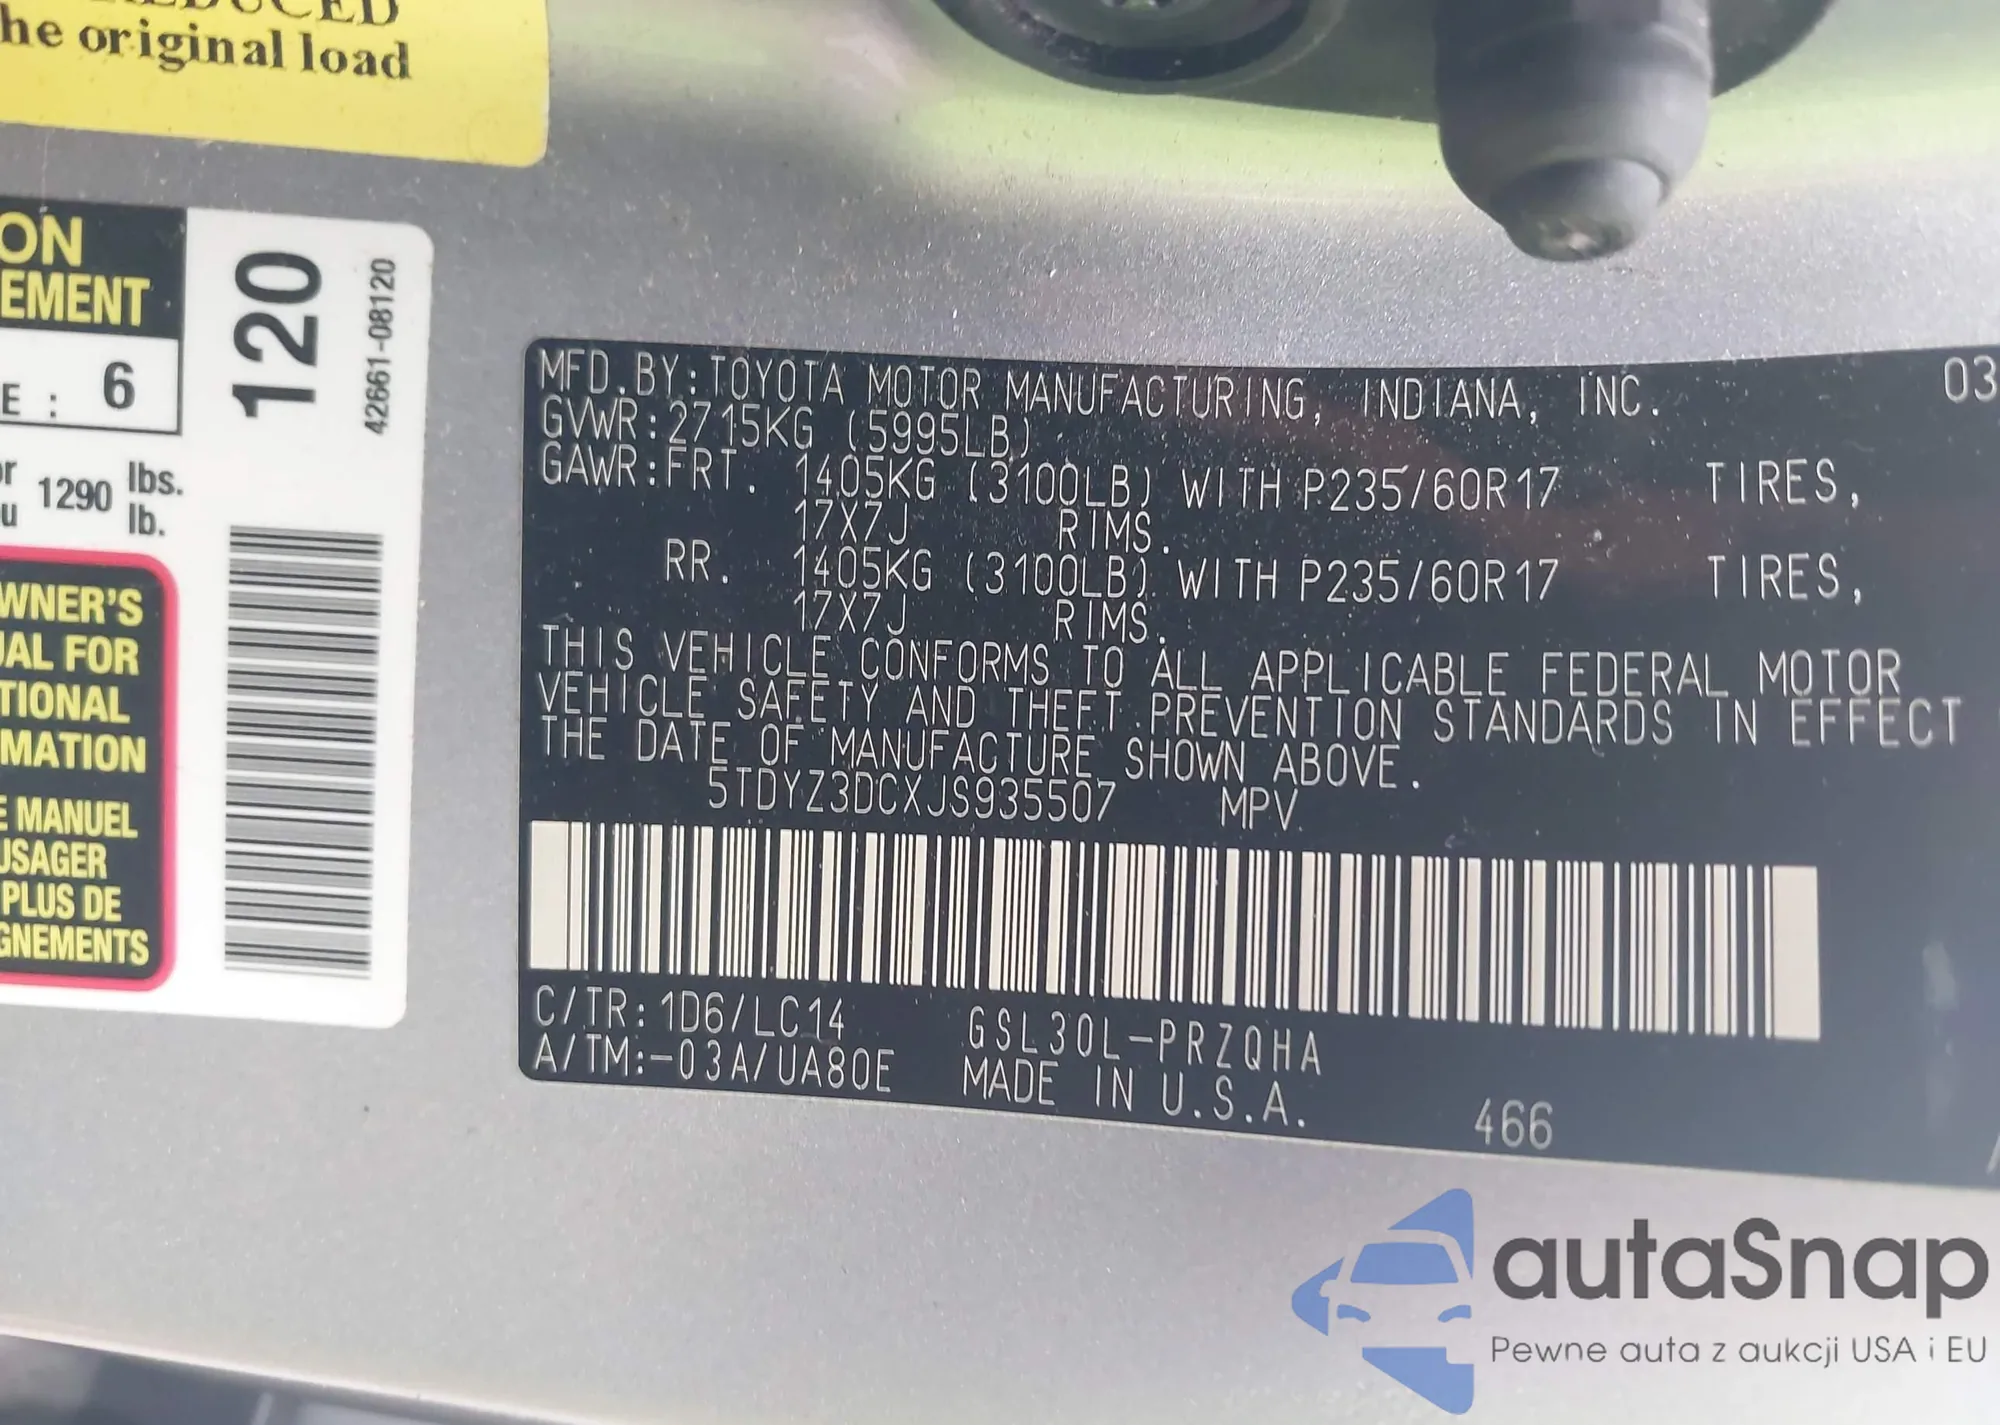 REDUCED
he original load
ON
EMENT
E : 6
120
42661-08120
or 1290 lbs.
u lb.
WNER'S
UAL FOR
TIONAL
MATION
E MANUEL
USAGER
PLUS DE
GNEMENTS
MFD.BY:TOYOTA MOTOR MANUFACTURING, INDIANA, INC. 03
GVWR:2715KG (5995LB)
GAWR:FRT. 1405KG (3100LB) WITH P235/60R17 TIRES,
17X7J RIMS.
RR. 1405KG (3100LB) WITH P235/60R17 TIRES,
17X7J RIMS.
THIS VEHICLE CONFORMS TO ALL APPLICABLE FEDERAL MOTOR
VEHICLE SAFETY AND THEFT PREVENTION STANDARDS IN EFFECT
THE DATE OF MANUFACTURE SHOWN ABOVE.
5TDYZ3DCXJS935507 MPV
C/TR:1D6/LC14 GSL30L-PRZQHA
A/TM:-03A/UA80E MADE IN U.S.A. 466
autaSnap
Pewne auta z aukcji USA i EU